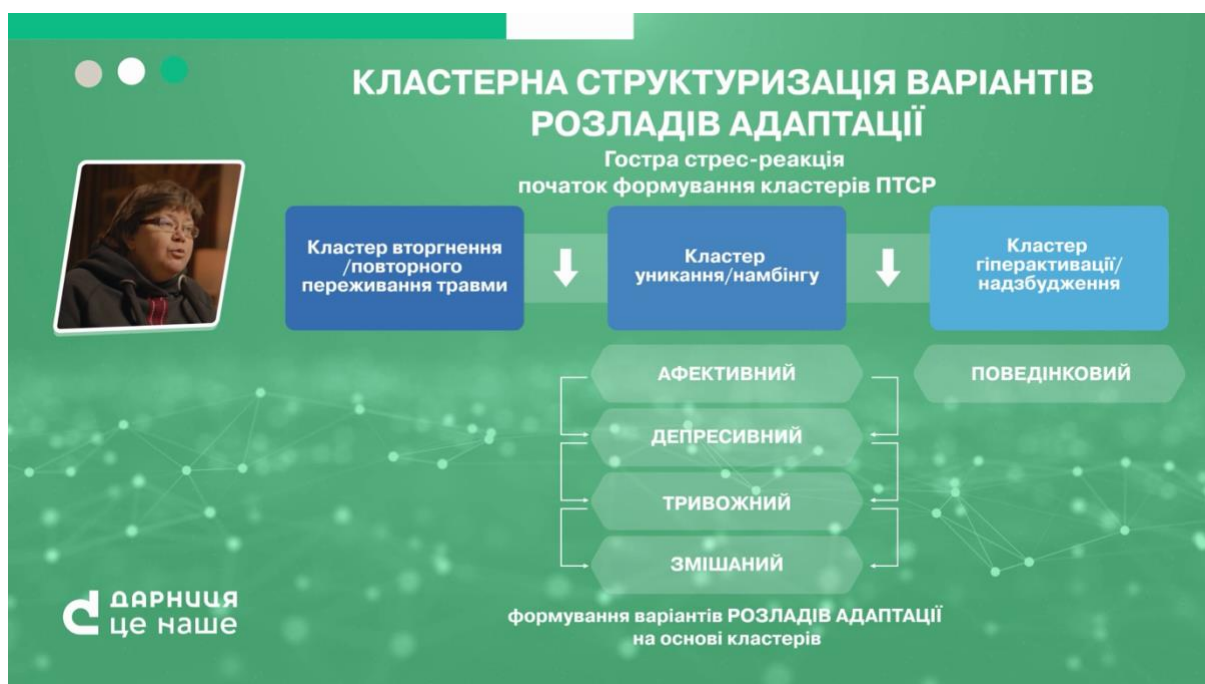 КЛАСТЕРНА СТРУКТУРИЗАЦІЯ ВАРІАНТІВ
РОЗЛАДІВ АДАПТАЦІЇ
Гостра стрес-реакція
початок формування кластерів ПТСР
Кластер вторгнення
/повторного
переживання травми
Кластер
уникання/намбінгу
Кластер
гіперактивації/
надзбудження
АФЕКТИВНИЙ
ПОВЕДІНКОВИЙ
ДЕПРЕСИВНИЙ
ТРИВОЖНИЙ
ЗМІШАНИЙ
формування варіантів РОЗЛАДІВ АДАПТАЦІЇ
на основі кластерів
ДАРНИЦЯ
це наше